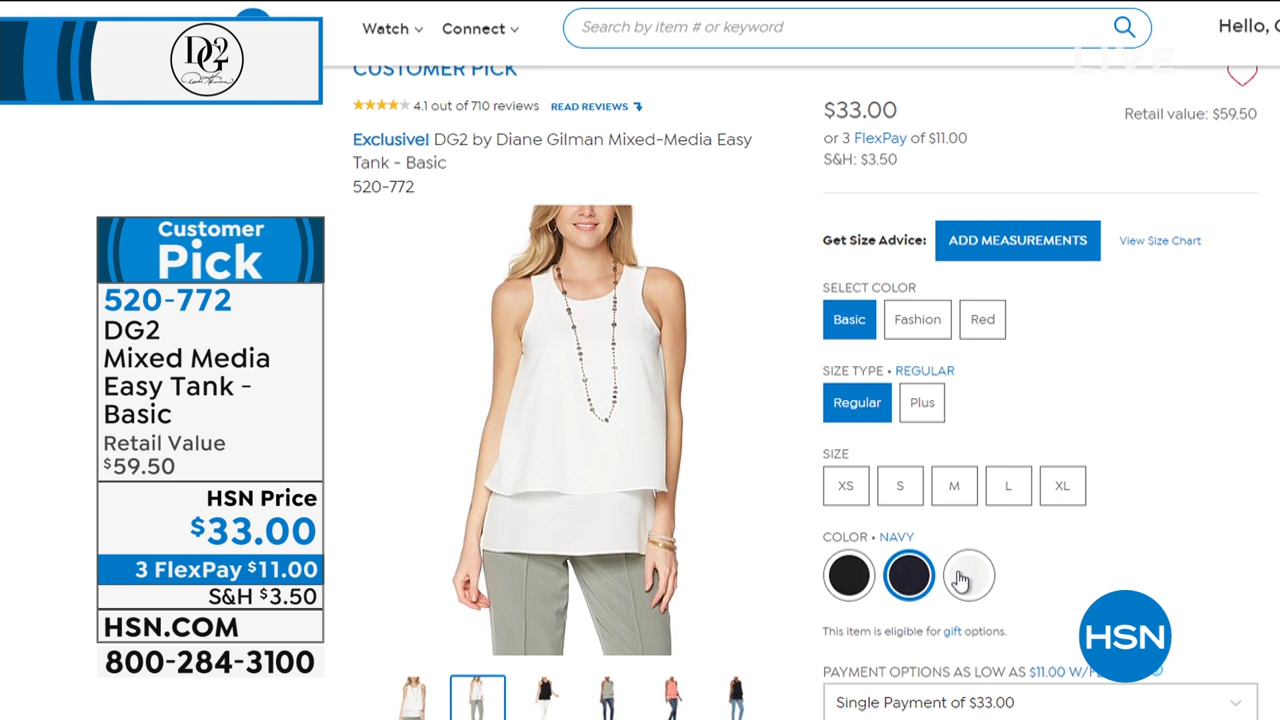 DG2
Watch
Connect
Search by item # or keyword
Hello,
LIVE
CUSTOMER PICK
4.1 out of 710 reviews
READ REVIEWS
Exclusive! DG2 by Diane Gilman Mixed-Media Easy
Tank - Basic
520-772
$33.00
Retail value: $59.50
or 3 FlexPay of $11.00
S&H: $3.50
Get Size Advice:
ADD MEASUREMENTS
View Size Chart
SELECT COLOR
Basic
Fashion
Red
SIZE TYPE • REGULAR
Regular
Plus
SIZE
XS
S
M
L
XL
COLOR • NAVY
This item is eligible for gift options.
PAYMENT OPTIONS AS LOW AS $11.00
Single Payment of $33.00
Customer
Pick
520-772
DG2
Mixed Media
Easy Tank -
Basic
Retail Value
$59.50
HSN Price
$33.00
3 FlexPay $11.00
S&H $3.50
HSN.COM
800-284-3100
HSN